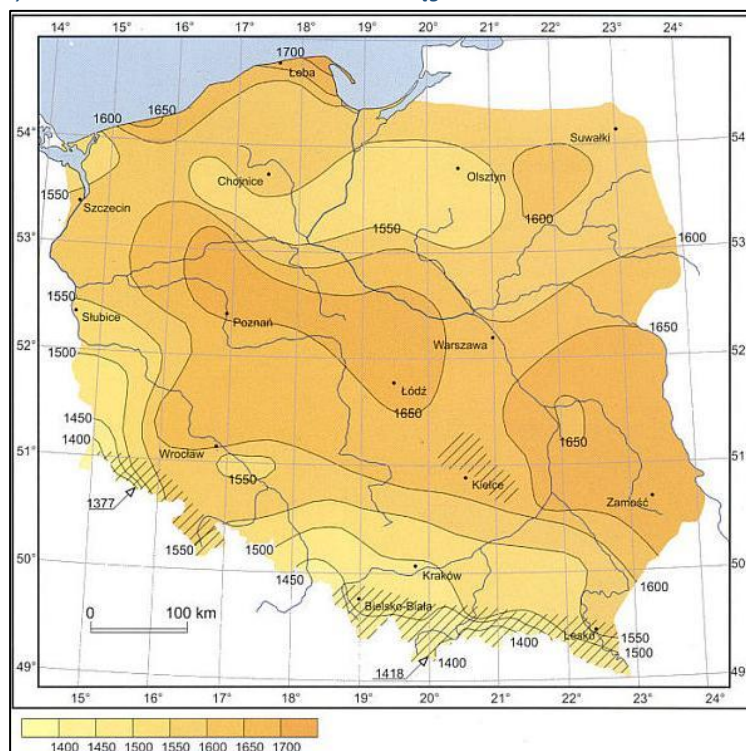 14° 15° 16° 17° 18° 19° 20° 21° 22° 23° 24°
1700
Łeba
1650
1600
54° 54°
Suwałki
Chojnice
Olsztyn
1550
Szczecin
1550
1600
53° 53°
1600
1550
Słubice
1650
Poznań
Warszawa
52° 52°
1500
Łódź
1650
1450
1650
1400
51° 51°
Wrocław
1550
Kielce
Zamość
1377
1550
1500
50° 50°
1450
Kraków
1600
0 100 km
Bielsko-Biała
Lesko
1550
1400
1500
1400
1418
49° 49°
15° 16° 17° 18° 19° 20° 21° 22° 23° 24°
1400 1450 1500 1550 1600 1650 1700